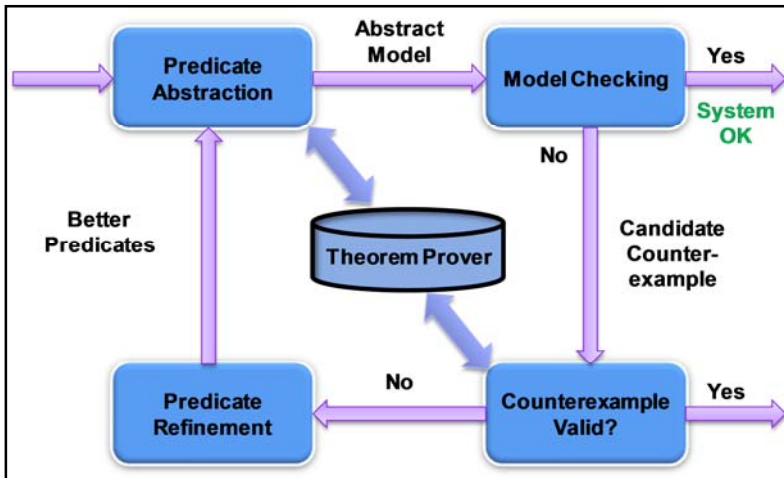 Predicate
Abstraction
Abstract
Model
Model Checking
Yes
System
OK
No
Better
Predicates
Theorem Prover
Candidate
Counter-
example
Predicate
Refinement
No
Counterexample
Valid?
Yes